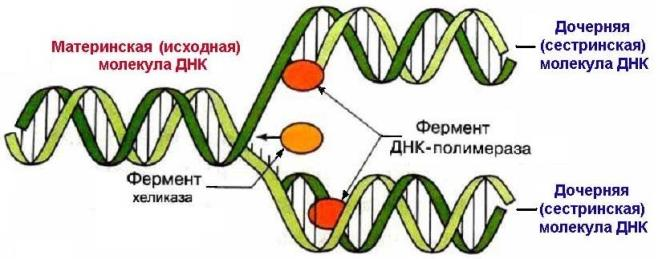 Материнская (исходная)
молекула ДНК
Дочерняя
(сестринская)
молекула ДНК
Фермент
ДНК-полимераза
Фермент
хеликаза
Дочерняя
(сестринская)
молекула ДНК